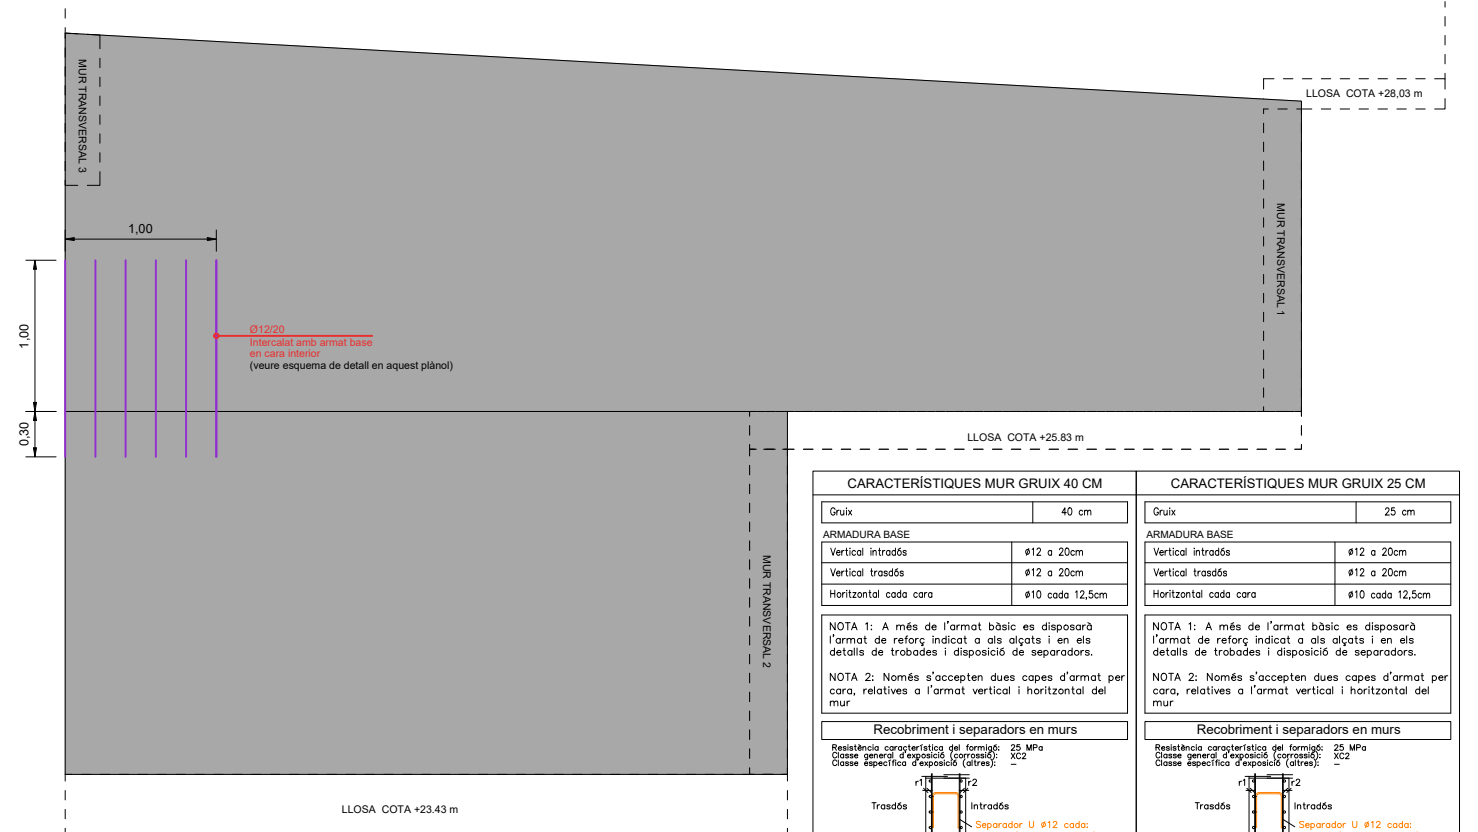 MUR TRANSVERSAL 3
LLOSA COTA +28,03 m
MUR TRANSVERSAL 1
1,00
1,00
Ø12/20
Intercalat amb armat base
en cara interior
(veure esquema de detall en aquest plànol)
0,30
LLOSA COTA +25.83 m
MUR TRANSVERSAL 2
LLOSA COTA +23.43 m
CARACTERÍSTIQUES MUR GRUIX 40 CM
Gruix 40 cm
ARMADURA BASE
Vertical intradós ø12 a 20cm
Vertical trasdós ø12 a 20cm
Horitzontal cada cara ø10 cada 12,5cm
NOTA 1: A més de l'armat bàsic es disposarà
l'armat de reforç indicat a als alçats i en els
detalls de trobades i disposició de separadors.
NOTA 2: Només s'accepten dues capes d'armat per
cara, relatives a l'armat vertical i horitzontal del
mur
Recobriment i separadors en murs
Resistència característica del formigó: 25 MPa
Classe general d'exposició (corrossió): XC2
Classe específica d'exposició (altres): –
r1 r2
Trasdós Intradós
Separador U ø12 cada:
CARACTERÍSTIQUES MUR GRUIX 25 CM
Gruix 25 cm
ARMADURA BASE
Vertical intradós ø12 a 20cm
Vertical trasdós ø12 a 20cm
Horitzontal cada cara ø10 cada 12,5cm
NOTA 1: A més de l'armat bàsic es disposarà
l'armat de reforç indicat a als alçats i en els
detalls de trobades i disposició de separadors.
NOTA 2: Només s'accepten dues capes d'armat per
cara, relatives a l'armat vertical i horitzontal del
mur
Recobriment i separadors en murs
Resistència característica del formigó: 25 MPa
Classe general d'exposició (corrossió): XC2
Classe específica d'exposició (altres): –
r1 r2
Trasdós Intradós
Separador U ø12 cada: